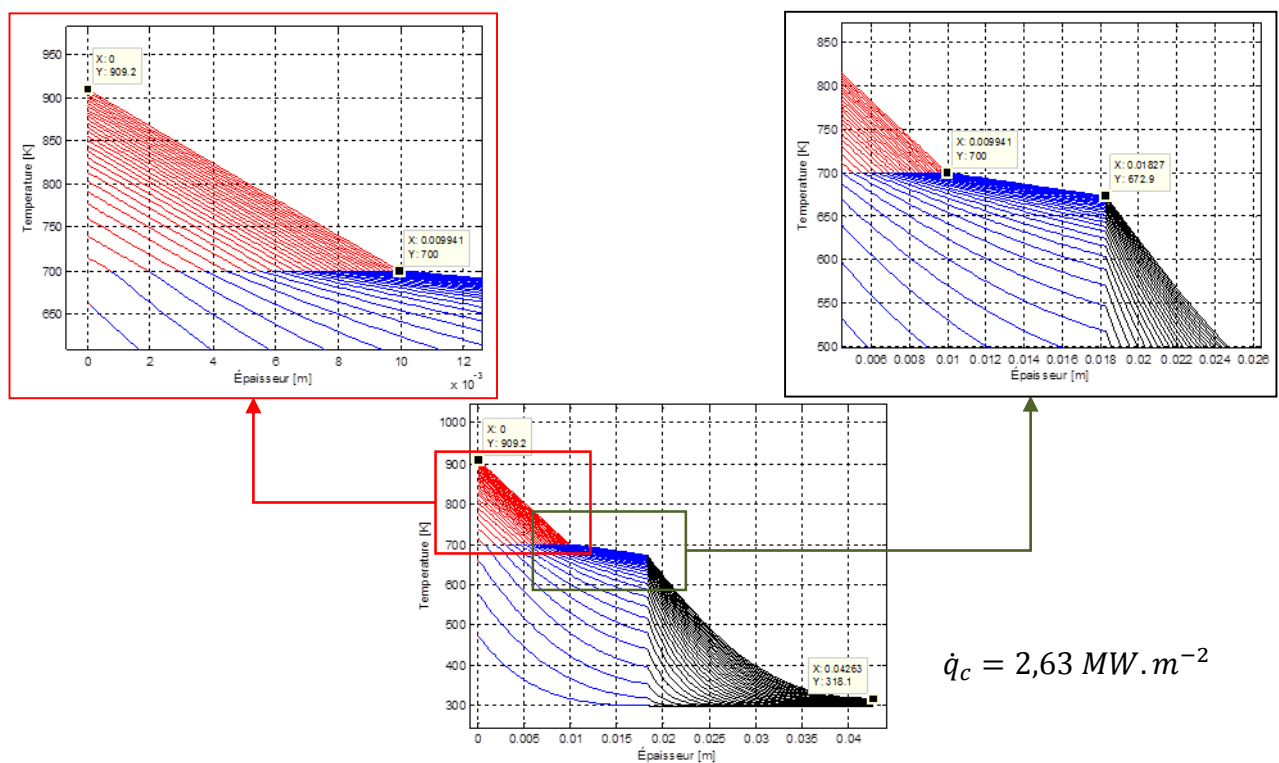 950
900
850
800
750
700
650
Temperature [K]
X: 0
Y: 909.2
X: 0.009941
Y: 700
0 2 4 6 8 10 12
Épaisseur [m]
x 10⁻³
850
800
750
700
650
600
550
500
Temperature [K]
X: 0.009941
Y: 700
X: 0.01827
Y: 672.9
0.006 0.008 0.01 0.012 0.014 0.016 0.018 0.02 0.022 0.024 0.026
Épaisseur [m]
1000
900
800
700
600
500
400
300
Temperature [K]
X: 0
Y: 909.2
X: 0.04263
Y: 318.1
0 0.005 0.01 0.015 0.02 0.025 0.03 0.035 0.04
Épaisseur [m]
q̇c = 2,63 MW.m⁻²